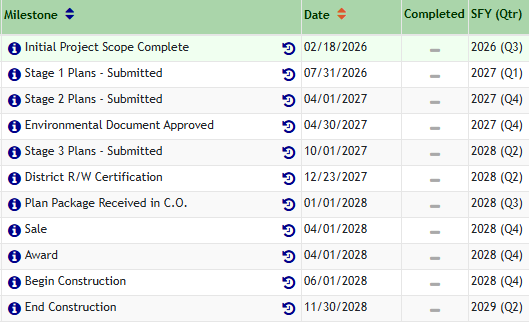 Milestone Date Completed SFY (Qtr)
Initial Project Scope Complete 02/18/2026 2026 (Q3)
Stage 1 Plans - Submitted 07/31/2026 2027 (Q1)
Stage 2 Plans - Submitted 04/01/2027 2027 (Q4)
Environmental Document Approved 04/30/2027 2027 (Q4)
Stage 3 Plans - Submitted 10/01/2027 2028 (Q2)
District R/W Certification 12/23/2027 2028 (Q2)
Plan Package Received in C.O. 01/01/2028 2028 (Q3)
Sale 04/01/2028 2028 (Q4)
Award 04/01/2028 2028 (Q4)
Begin Construction 06/01/2028 2028 (Q4)
End Construction 11/30/2028 2029 (Q2)